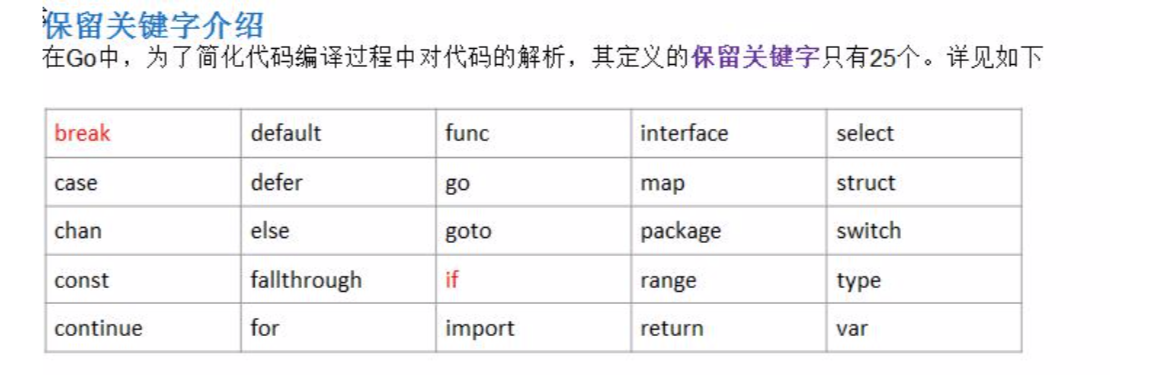 保留关键字介绍
在Go中，为了简化代码编译过程中对代码的解析，其定义的保留关键字只有25个。详见如下
break default func interface select
case defer go map struct
chan else goto package switch
const fallthrough if range type
continue for import return var